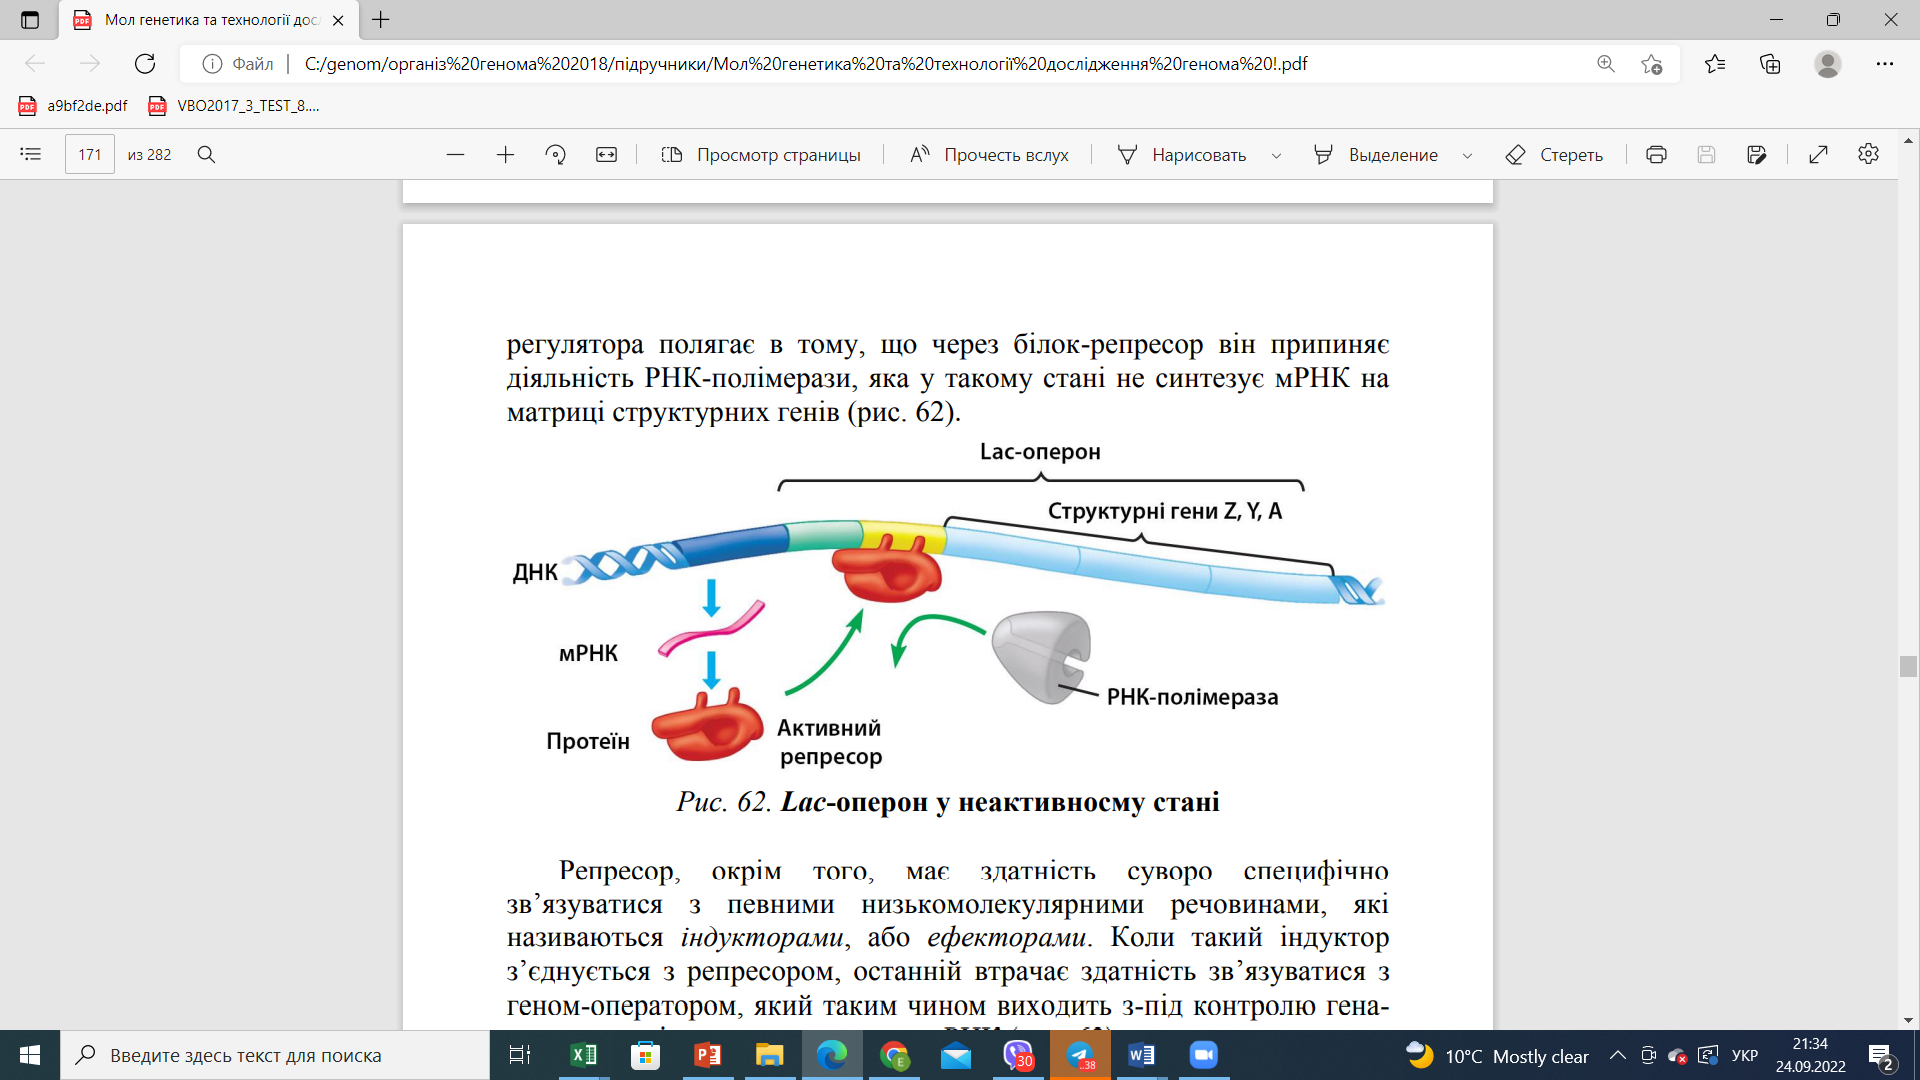 Мол генетика та технології дос
Файл
C:/genom/організ%20генома%202018/підручники/Мол%20генетика%20та%20технології%20дослідження%20генома%20!.pdf
a9bf2de.pdf
VBO2017_3_TEST_8....
171 из 282
Просмотр страницы
Прочесть вслух
Нарисовать
Выделение
Стереть
регулятора полягає в тому, що через білок-репресор він припиняє
діяльність РНК-полімерази, яка у такому стані не синтезує мРНК на
матриці структурних генів (рис. 62).
Lac-оперон
Структурні гени Z, Y, A
ДНК
мРНК
РНК-полімераза
Протеїн
Активний
репресор
Рис. 62. Lac-оперон у неактивносму стані
Репресор, окрім того, має здатність суворо специфічно
зв’язуватися з певними низькомолекулярними речовинами, які
називаються індукторами, або ефекторами. Коли такий індуктор
з’єднується з репресором, останній втрачає здатність зв’язуватися з
геном-оператором, який таким чином виходить з-під контролю гена-
Введите здесь текст для поиска
30
..38
10°C Mostly clear
УКР
21:34
24.09.2022
2